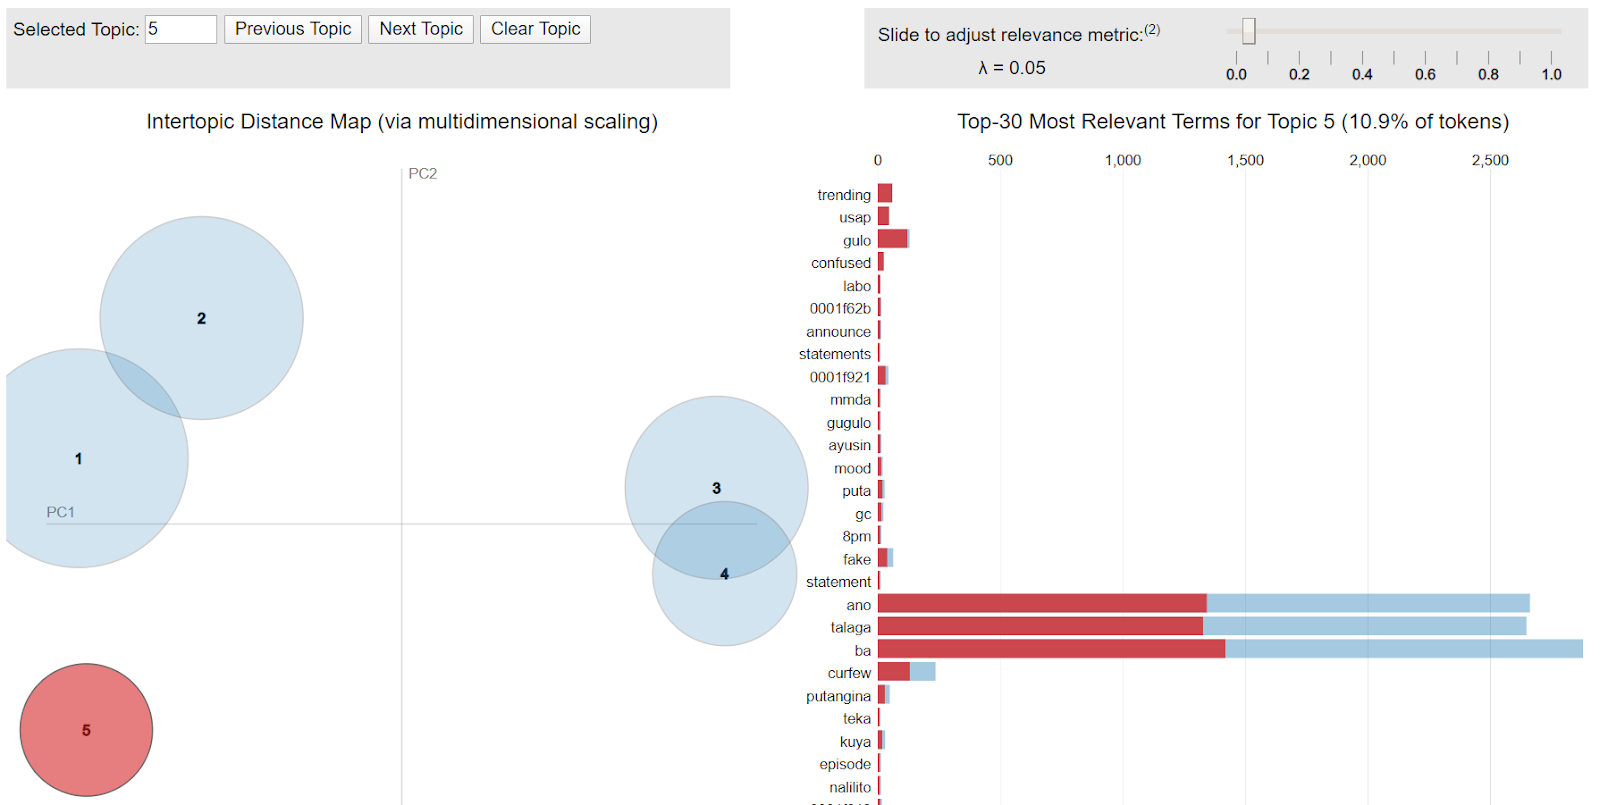 Selected Topic: 5 Previous Topic Next Topic Clear Topic
Slide to adjust relevance metric:(2)
λ = 0.05
0.0 0.2 0.4 0.6 0.8 1.0
Intertopic Distance Map (via multidimensional scaling)
PC2
2
1
PC1
3
4
5
Top-30 Most Relevant Terms for Topic 5 (10.9% of tokens)
0 500 1,000 1,500 2,000 2,500
trending
usap
gulo
confused
labo
0001f62b
announce
statements
0001f921
mmda
gugulo
ayusin
mood
puta
gc
8pm
fake
statement
ano
talaga
ba
curfew
putangina
teka
kuya
episode
nalilito